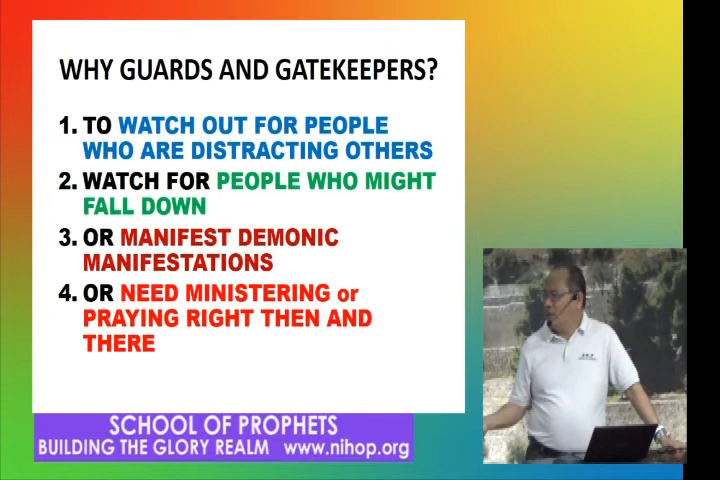 WHY GUARDS AND GATEKEEPERS?
1. TO WATCH OUT FOR PEOPLE
WHO ARE DISTRACTING OTHERS
2. WATCH FOR PEOPLE WHO MIGHT
FALL DOWN
3. OR MANIFEST DEMONIC
MANIFESTATIONS
4. OR NEED MINISTERING or
PRAYING RIGHT THEN AND
THERE
SCHOOL OF PROPHETS
BUILDING THE GLORY REALM www.nihop.org